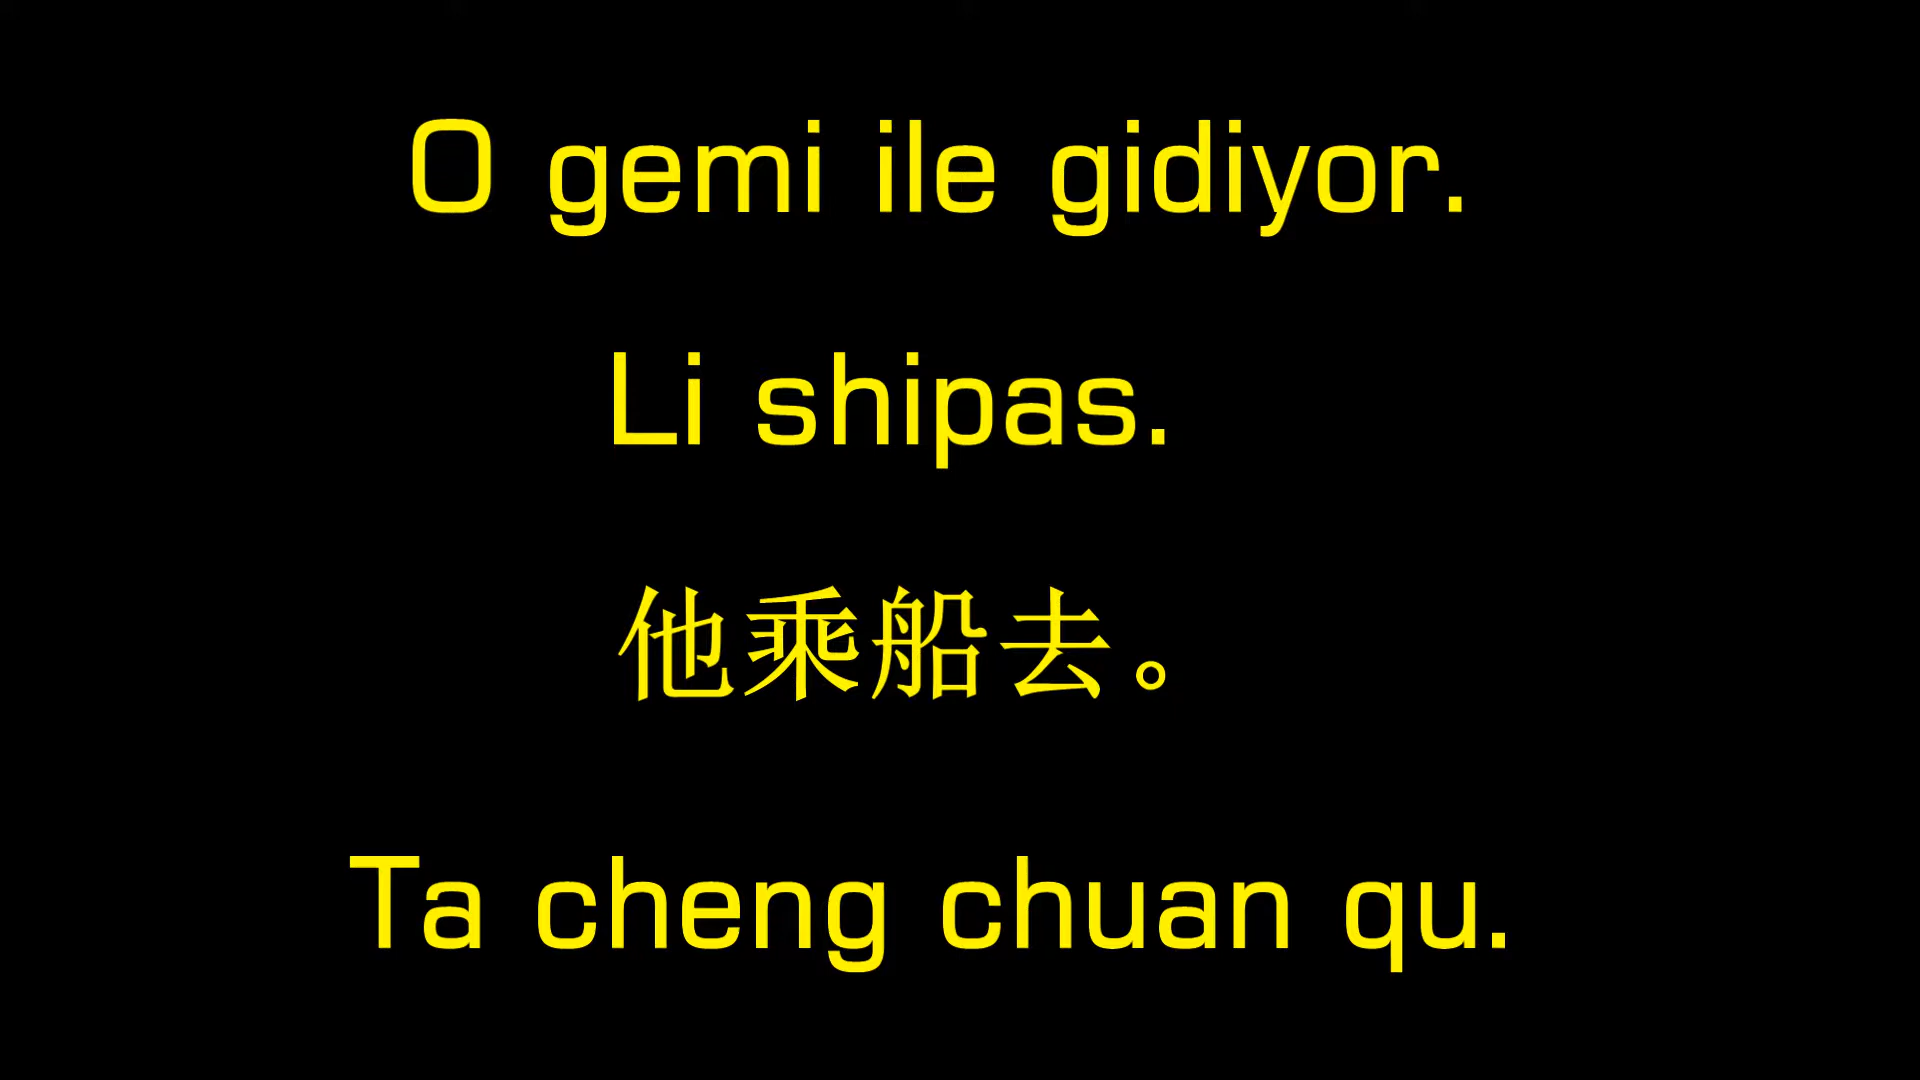 O gemi ile gidiyor.
Li shipas.
他乘船去。
Ta cheng chuan qu.